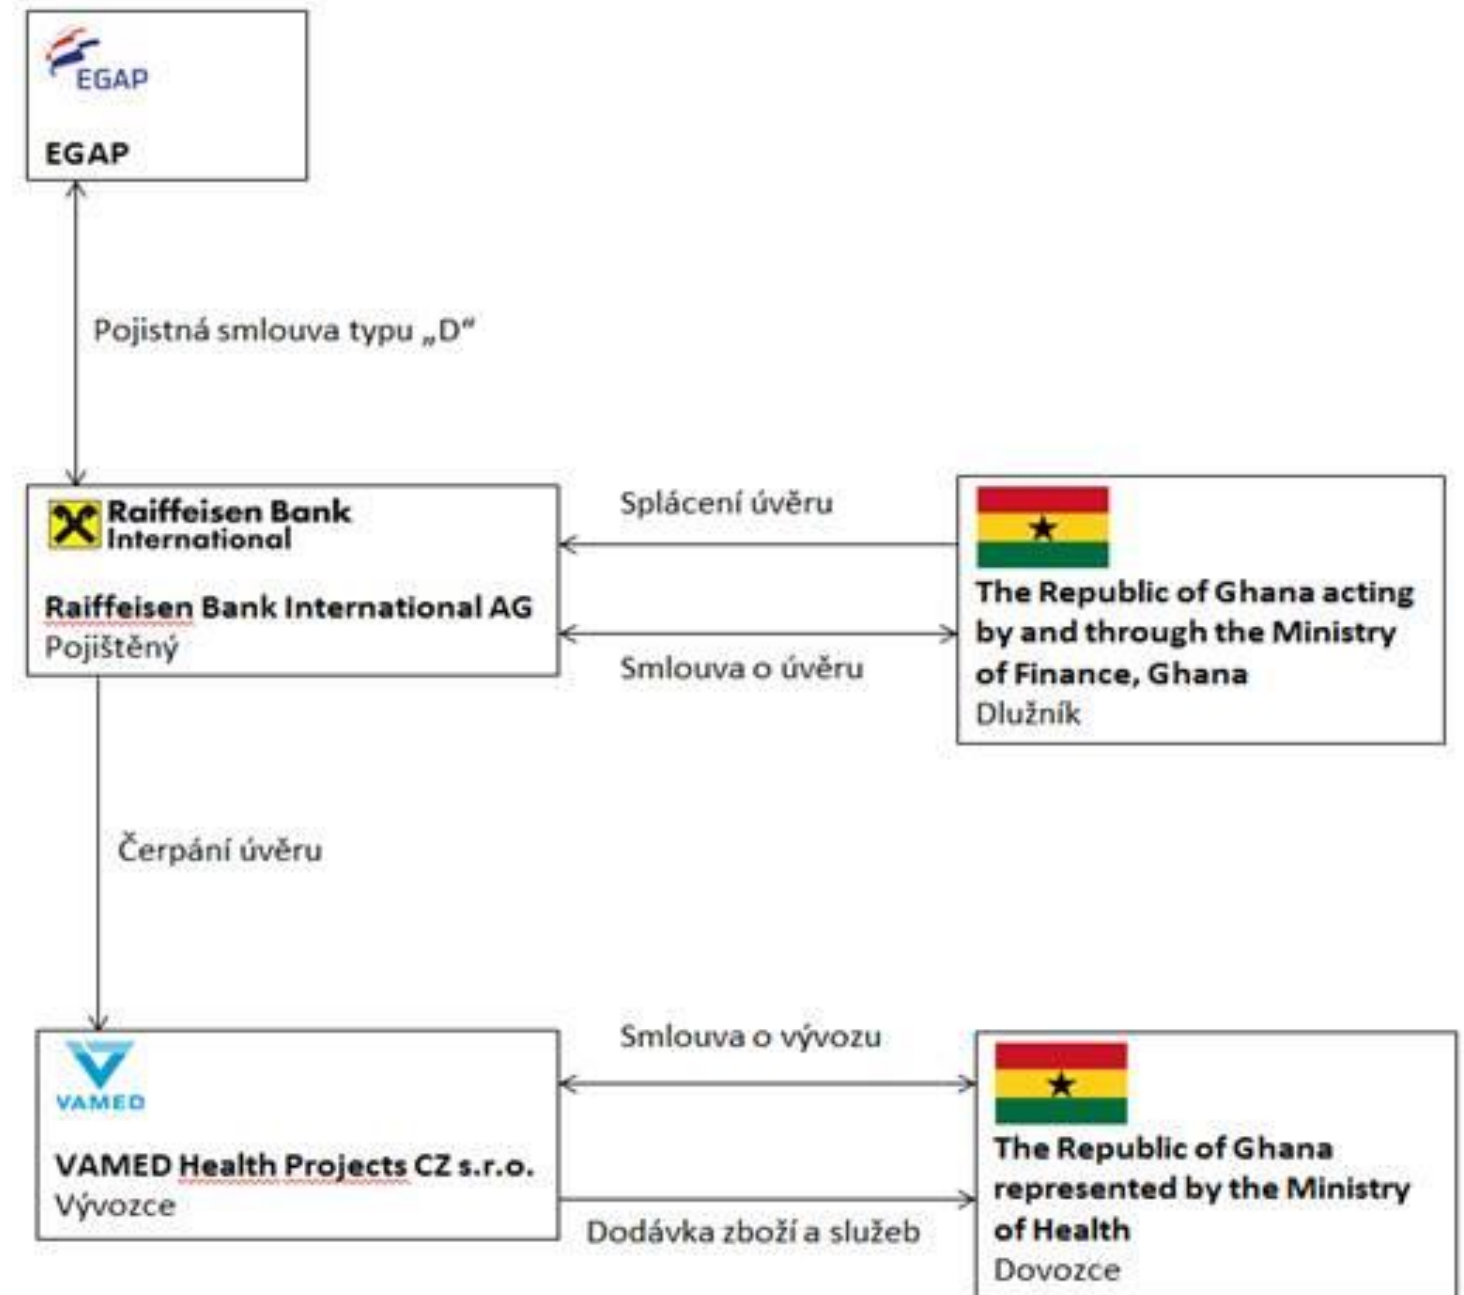 EGAP
EGAP
Pojistná smlouva typu „D“
Raiffeisen Bank
International
Raiffeisen Bank International AG
Pojištěný
Splácení úvěru
Smlouva o úvěru
The Republic of Ghana acting
by and through the Ministry
of Finance, Ghana
Dlužník
Čerpání úvěru
VAMED
VAMED Health Projects CZ s.r.o.
Vývozce
Smlouva o vývozu
Dodávka zboží a služeb
The Republic of Ghana
represented by the Ministry
of Health
Dovozce